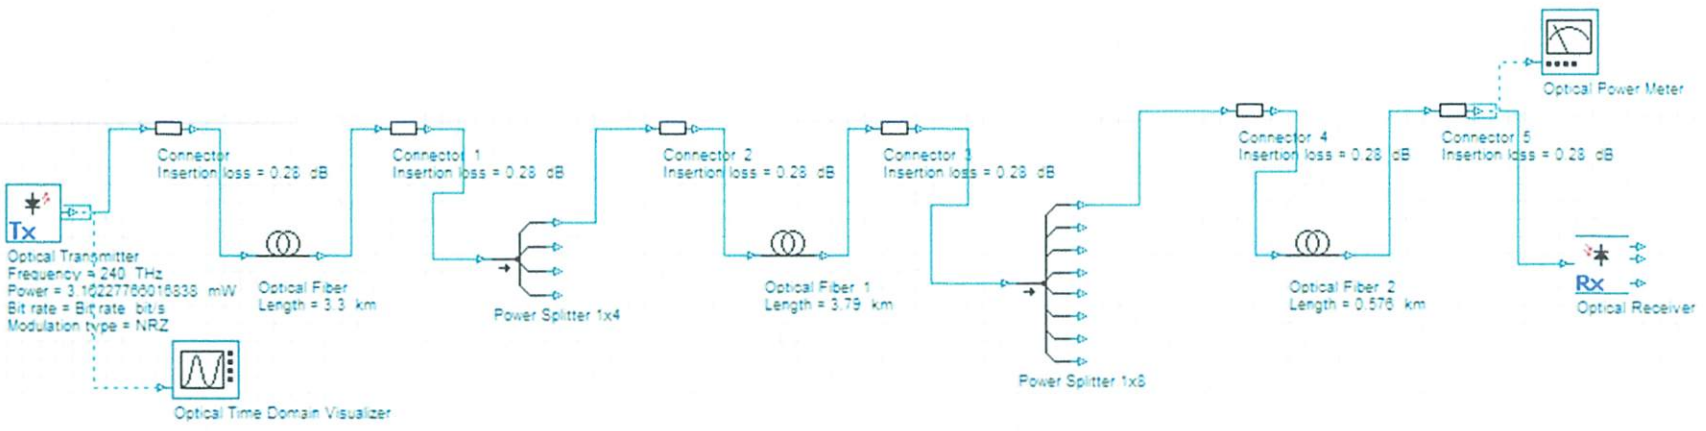 Optical Power Meter
Connector
Insertion loss = 0.28 dB
Connector 1
Insertion loss = 0.28 dB
Connector 2
Insertion loss = 0.28 dB
Connector 3
Insertion loss = 0.28 dB
Connector 4
Insertion loss = 0.28 dB
Connector 5
Insertion loss = 0.28 dB
Tx
Optical Transmitter
Frequency = 240 THz
Power = 3.16227766016838 mW
Bit rate = Bit rate bit/s
Modulation type = NRZ
Optical Fiber
Length = 3.3 km
Power Splitter 1x4
Optical Fiber 1
Length = 3.79 km
Power Splitter 1x8
Optical Fiber 2
Length = 0.576 km
Rx
Optical Receiver
Optical Time Domain Visualizer